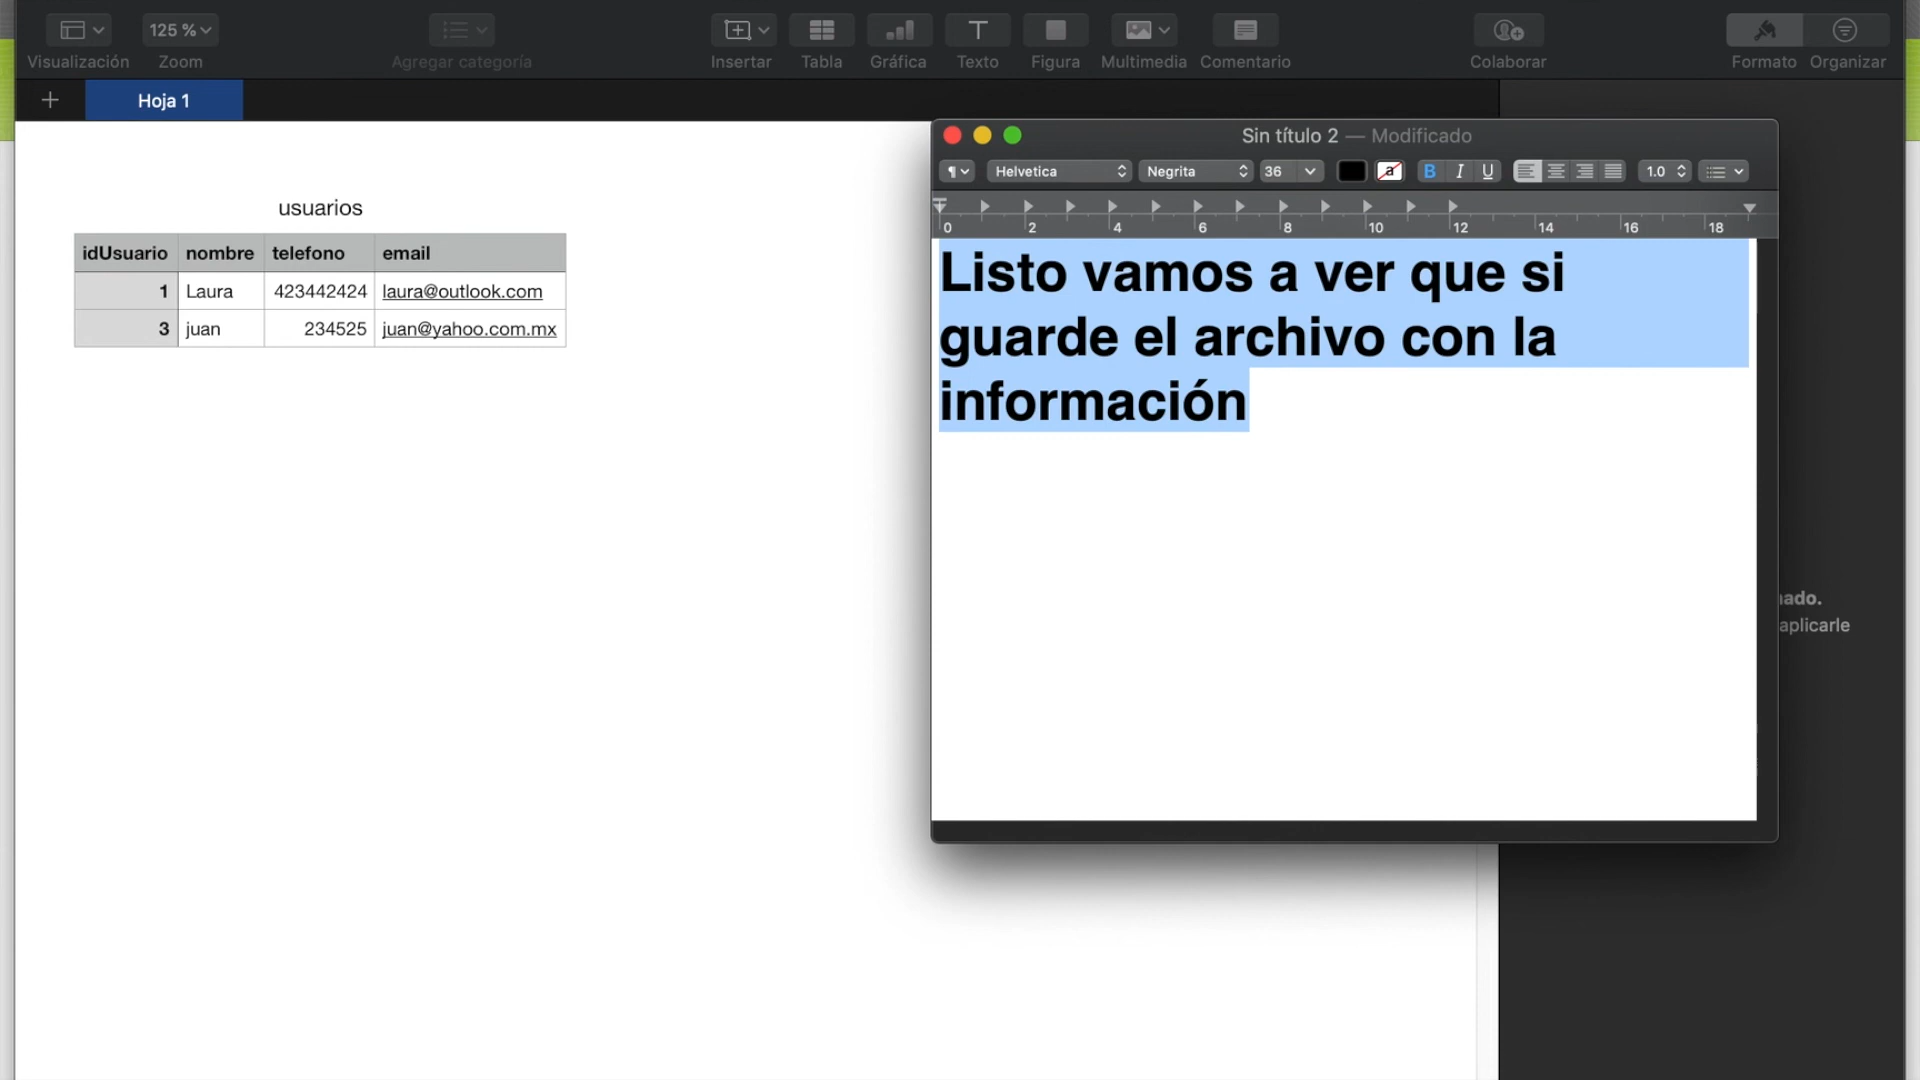 125 %
Visualización
Zoom
Agregar categoría
Insertar
Tabla
Gráfica
Texto
Figura
Multimedia
Comentario
Colaborar
Formato
Organizar
Hoja 1
usuarios
idUsuario nombre telefono email
1 Laura 423442424 laura@outlook.com
3 juan 234525 juan@yahoo.com.mx
Sin título 2 — Modificado
¶ Helvetica Negrita 36 a B I U 1.0
0 2 4 6 8 10 12 14 16 18
Listo vamos a ver que si
guarde el archivo con la
información
aplicarle